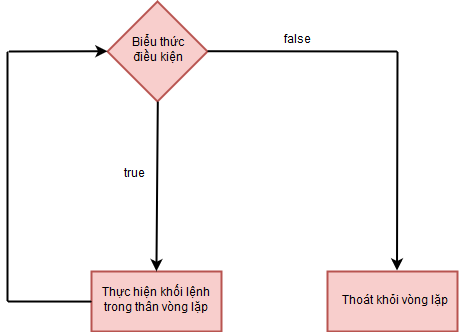 Biểu thức
điều kiện
false
true
Thực hiện khối lệnh
trong thân vòng lặp
Thoát khỏi vòng lặp